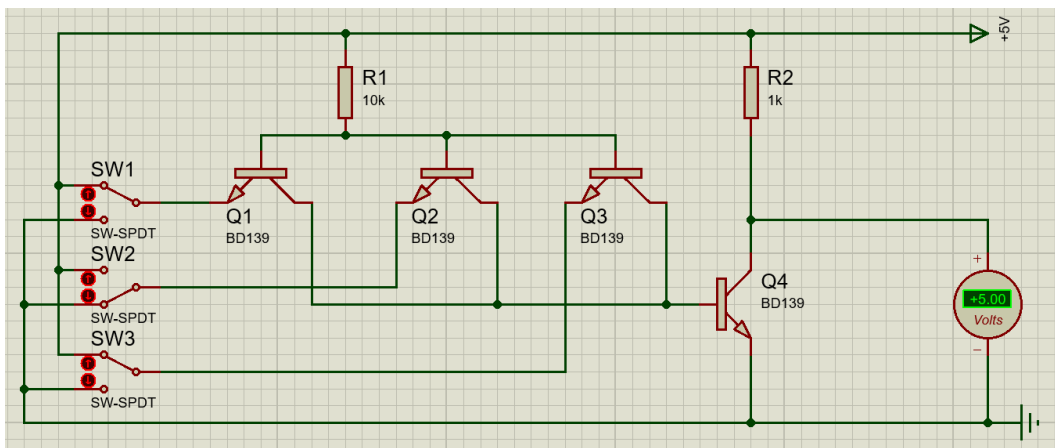 +5V
R1
10k
R2
1k
SW1
SW-SPDT
Q1
BD139
Q2
BD139
Q3
BD139
SW2
SW-SPDT
Q4
BD139
+
+5.00
Volts
−
SW3
SW-SPDT